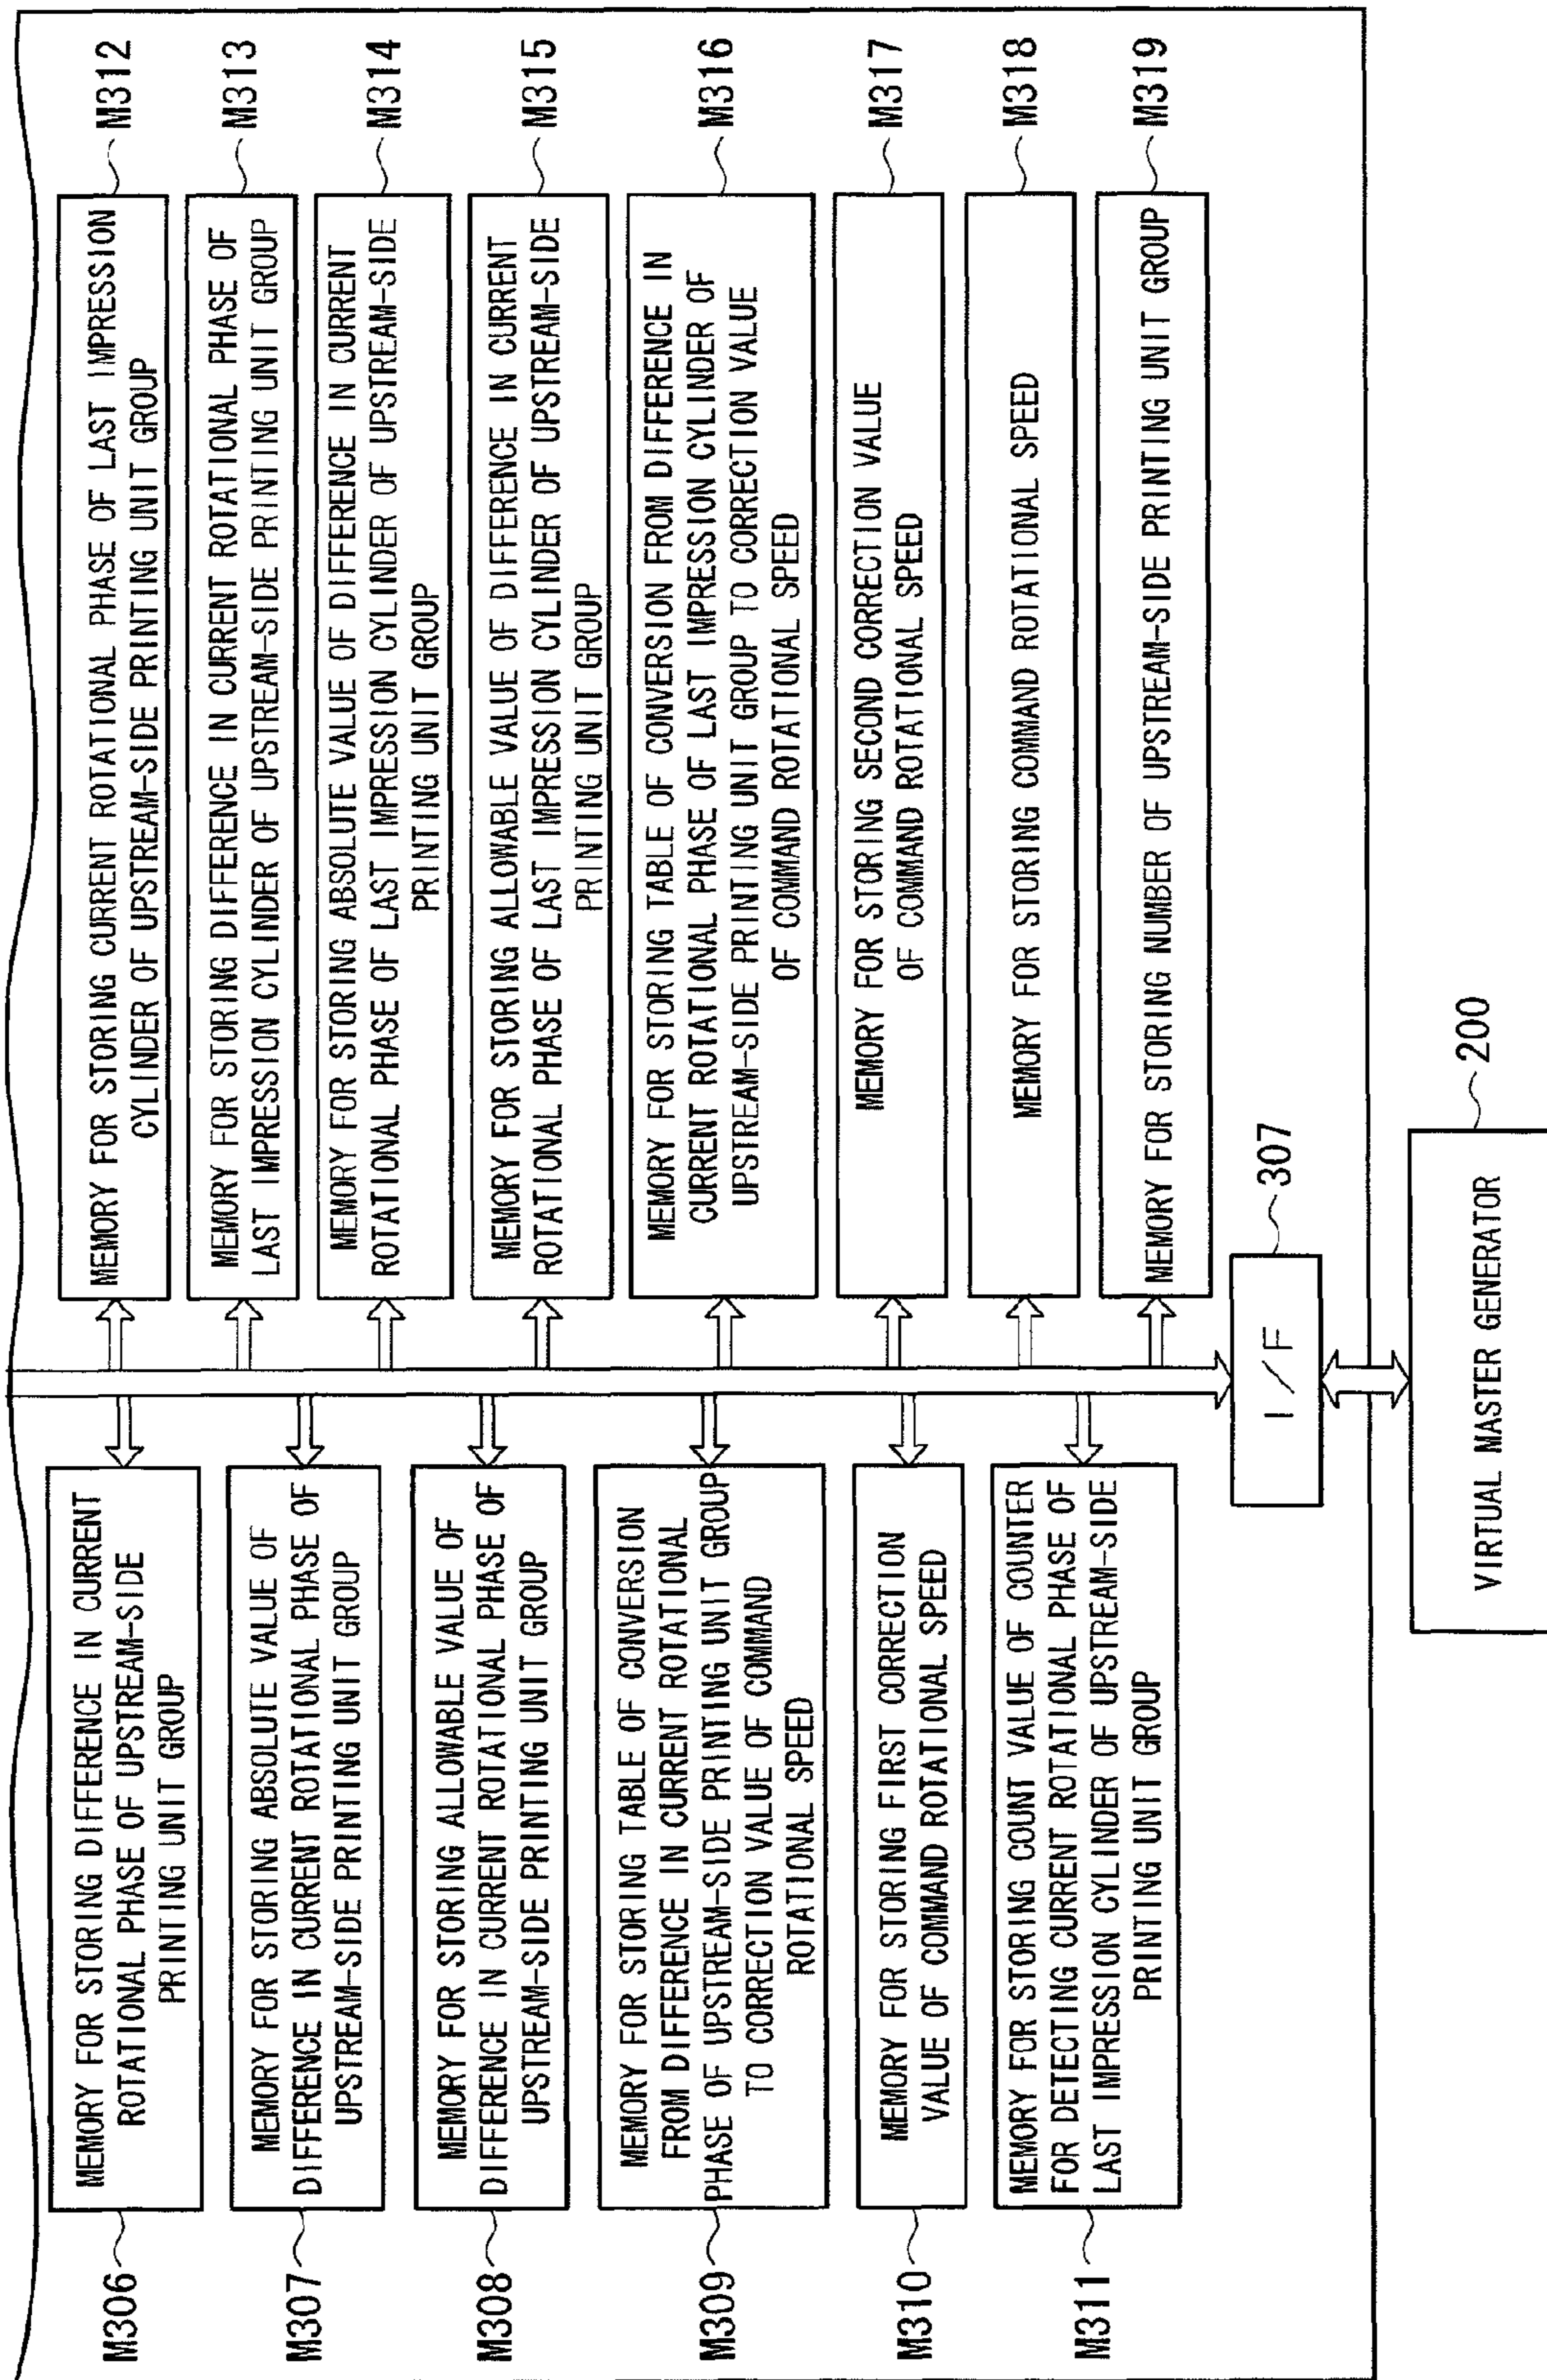 M306
MEMORY FOR STORING DIFFERENCE IN CURRENT
ROTATIONAL PHASE OF UPSTREAM-SIDE
PRINTING UNIT GROUP
M307
MEMORY FOR STORING ABSOLUTE VALUE OF
DIFFERENCE IN CURRENT ROTATIONAL PHASE OF
UPSTREAM-SIDE PRINTING UNIT GROUP
M308
MEMORY FOR STORING ALLOWABLE VALUE OF
DIFFERENCE IN CURRENT ROTATIONAL PHASE OF
UPSTREAM-SIDE PRINTING UNIT GROUP
M309
MEMORY FOR STORING TABLE OF CONVERSION
FROM DIFFERENCE IN CURRENT ROTATIONAL
PHASE OF UPSTREAM-SIDE PRINTING UNIT GROUP
TO CORRECTION VALUE OF COMMAND
ROTATIONAL SPEED
M310
MEMORY FOR STORING FIRST CORRECTION
VALUE OF COMMAND ROTATIONAL SPEED
M311
MEMORY FOR STORING COUNT VALUE OF COUNTER
FOR DETECTING CURRENT ROTATIONAL PHASE OF
LAST IMPRESSION CYLINDER OF UPSTREAM-SIDE
PRINTING UNIT GROUP
MEMORY FOR STORING CURRENT ROTATIONAL PHASE OF LAST IMPRESSION
CYLINDER OF UPSTREAM-SIDE PRINTING UNIT GROUP
M312
MEMORY FOR STORING DIFFERENCE IN CURRENT ROTATIONAL PHASE OF
LAST IMPRESSION CYLINDER OF UPSTREAM-SIDE PRINTING UNIT GROUP
M313
MEMORY FOR STORING ABSOLUTE VALUE OF DIFFERENCE IN CURRENT
ROTATIONAL PHASE OF LAST IMPRESSION CYLINDER OF UPSTREAM-SIDE
PRINTING UNIT GROUP
M314
MEMORY FOR STORING ALLOWABLE VALUE OF DIFFERENCE IN CURRENT
ROTATIONAL PHASE OF LAST IMPRESSION CYLINDER OF UPSTREAM-SIDE
PRINTING UNIT GROUP
M315
MEMORY FOR STORING TABLE OF CONVERSION FROM DIFFERENCE IN
CURRENT ROTATIONAL PHASE OF LAST IMPRESSION CYLINDER OF
UPSTREAM-SIDE PRINTING UNIT GROUP TO CORRECTION VALUE
OF COMMAND ROTATIONAL SPEED
M316
MEMORY FOR STORING SECOND CORRECTION VALUE
OF COMMAND ROTATIONAL SPEED
M317
MEMORY FOR STORING COMMAND ROTATIONAL SPEED
M318
MEMORY FOR STORING NUMBER OF UPSTREAM-SIDE PRINTING UNIT GROUP
M319
I/F
307
VIRTUAL MASTER GENERATOR
200